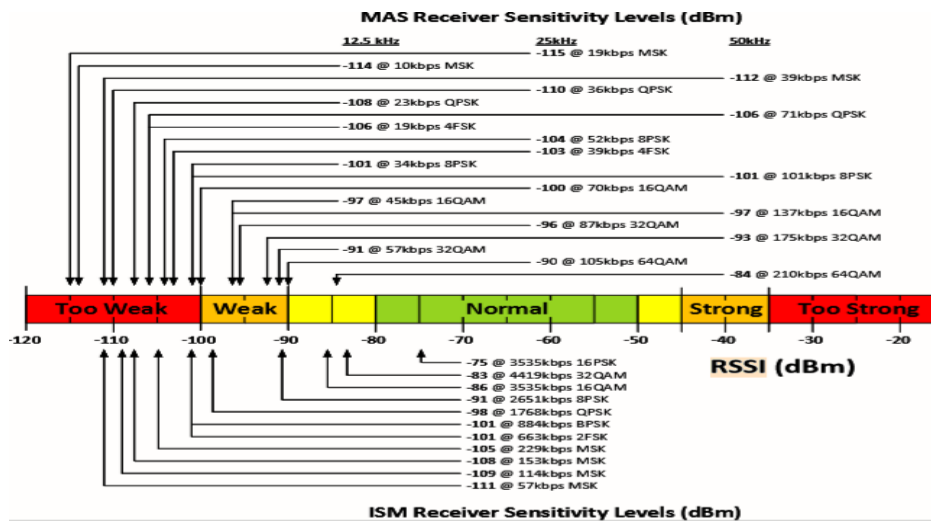 MAS Receiver Sensitivity Levels (dBm)
12.5 kHz 25kHz 50kHz
-115 @ 19kbps MSK
-114 @ 10kbps MSK
-112 @ 39kbps MSK
-110 @ 36kbps QPSK
-108 @ 23kbps QPSK
-106 @ 71kbps QPSK
-106 @ 19kbps 4FSK
-104 @ 52kbps 8PSK
-103 @ 39kbps 4FSK
-101 @ 34kbps 8PSK
-101 @ 101kbps 8PSK
-100 @ 70kbps 16QAM
-97 @ 45kbps 16QAM
-97 @ 137kbps 16QAM
-96 @ 87kbps 32QAM
-93 @ 175kbps 32QAM
-91 @ 57kbps 32QAM
-90 @ 105kbps 64QAM
-84 @ 210kbps 64QAM
Too Weak Weak Normal Strong Too Strong
-120 -110 -100 -90 -80 -70 -60 -50 -40 -30 -20
-75 @ 3535kbps 16PSK
RSSI (dBm)
-83 @ 4419kbps 32QAM
-86 @ 3535kbps 16QAM
-91 @ 2651kbps 8PSK
-98 @ 1768kbps QPSK
-101 @ 884kbps BPSK
-101 @ 663kbps 2FSK
-105 @ 229kbps MSK
-108 @ 153kbps MSK
-109 @ 114kbps MSK
-111 @ 57kbps MSK
ISM Receiver Sensitivity Levels (dBm)